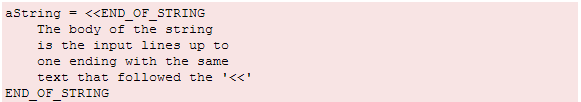 aString = <<END_OF_STRING
    The body of the string
    is the input lines up to
    one ending with the same
    text that followed the '<<'
END_OF_STRING